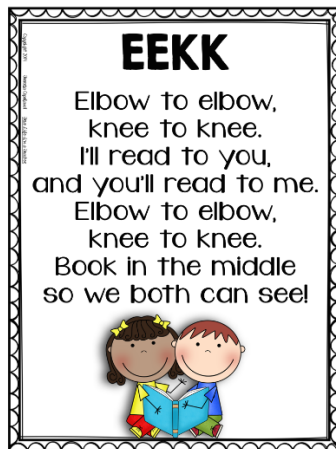 EEKK
Elbow to elbow,
knee to knee.
I'll read to you,
and you'll read to me.
Elbow to elbow,
knee to knee.
Book in the middle
so we both can see!